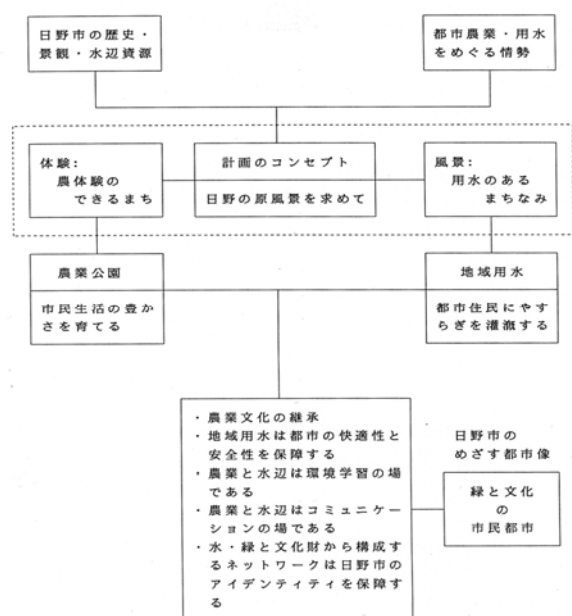 日野市の歴史・
景観・水辺資源
都市農業・用水
をめぐる情勢
体験:
農体験の
できるまち
計画のコンセプト
日野の原風景を求めて
風景:
用水のある
まちなみ
農業公園
市民生活の豊か
さを育てる
地域用水
都市住民にやす
らぎを灌漑する
・農業文化の継承
・地域用水は都市の快適性と
安全性を保障する
・農業と水辺は環境学習の場
である
・農業と水辺はコミュニケー
ションの場である
・水・緑と文化財から構成す
るネットワークは日野市の
アイデンティティを保障す
る
日野市の
めざす都市像
緑と文化
の
市民都市